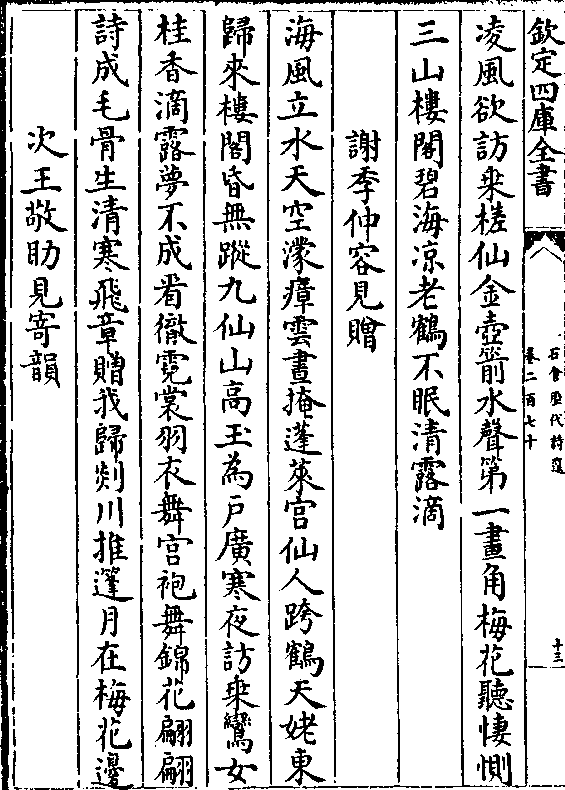 欽定四庫全書
石倉歷代詩選
卷二百七十
十三
凌風欲訪乗槎仙金壺箭水聲第一畫角梅花聽悽惻
三山樓閣碧海凉老鶴不眠清露滴
謝季仲容見贈
海風立水天空濛瘴雲晝掩蓬萊宫仙人跨鶴天姥東
歸來樓閣昏無蹤九仙山高玉為戸廣寒夜訪乗鸞女
桂香滴露夢不成看徹霓裳羽衣舞宫袍舞錦花翩翩
詩成毛骨生清寒飛章贈我歸剡川推篷月在梅花邊
次王敬助見寄韻